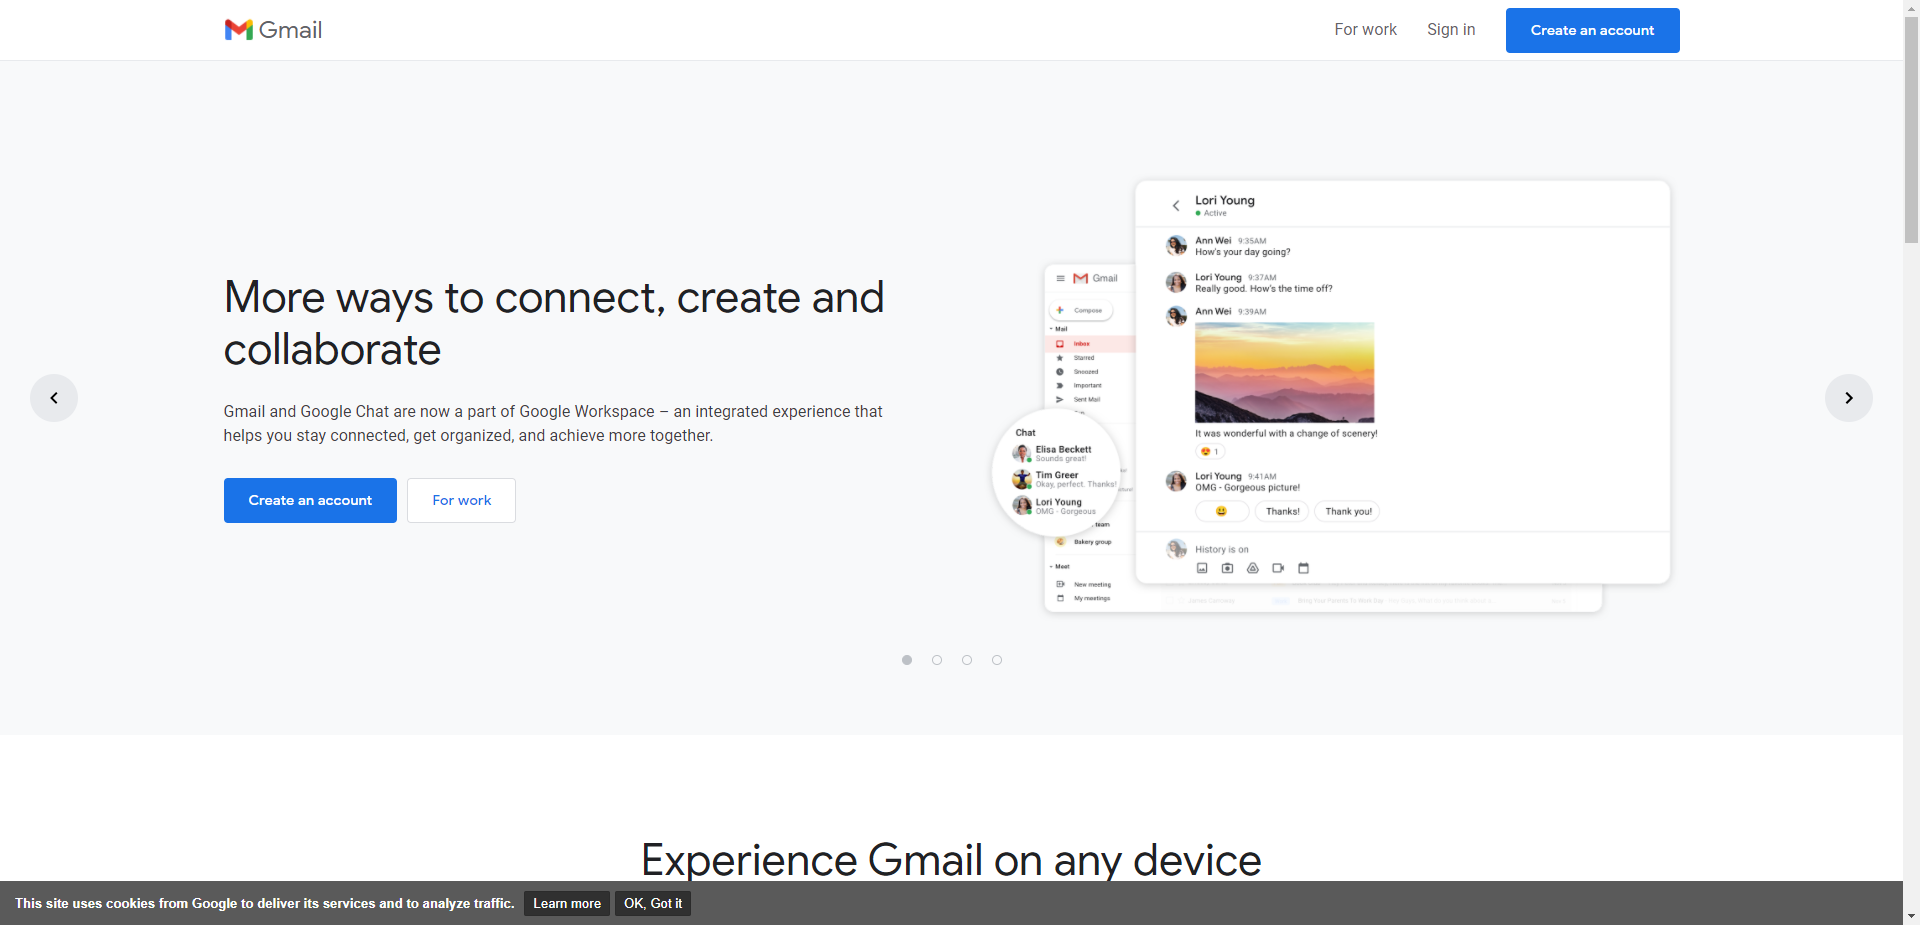 Gmail
For work
Sign in
Create an account
More ways to connect, create and
collaborate
Gmail and Google Chat are now a part of Google Workspace – an integrated experience that
helps you stay connected, get organized, and achieve more together.
Create an account
For work
Gmail
Compose
Mail
Inbox
Starred
Snoozed
Important
Sent Mail
Chat
Elisa Beckett
Sounds great!
Tim Greer
Okay, perfect. Thanks!
Lori Young
OMG - Gorgeous
team
Bakery group
Meet
New meeting
My meetings
Lori Young
Active
Ann Wei 9:35AM
How's your day going?
Lori Young 9:37AM
Really good. How's the time off?
Ann Wei 9:39AM
It was wonderful with a change of scenery!
1
Lori Young 9:41AM
OMG - Gorgeous picture!
Thanks!
Thank you!
History is on
Experience Gmail on any device
This site uses cookies from Google to deliver its services and to analyze traffic.
Learn more
OK, Got it